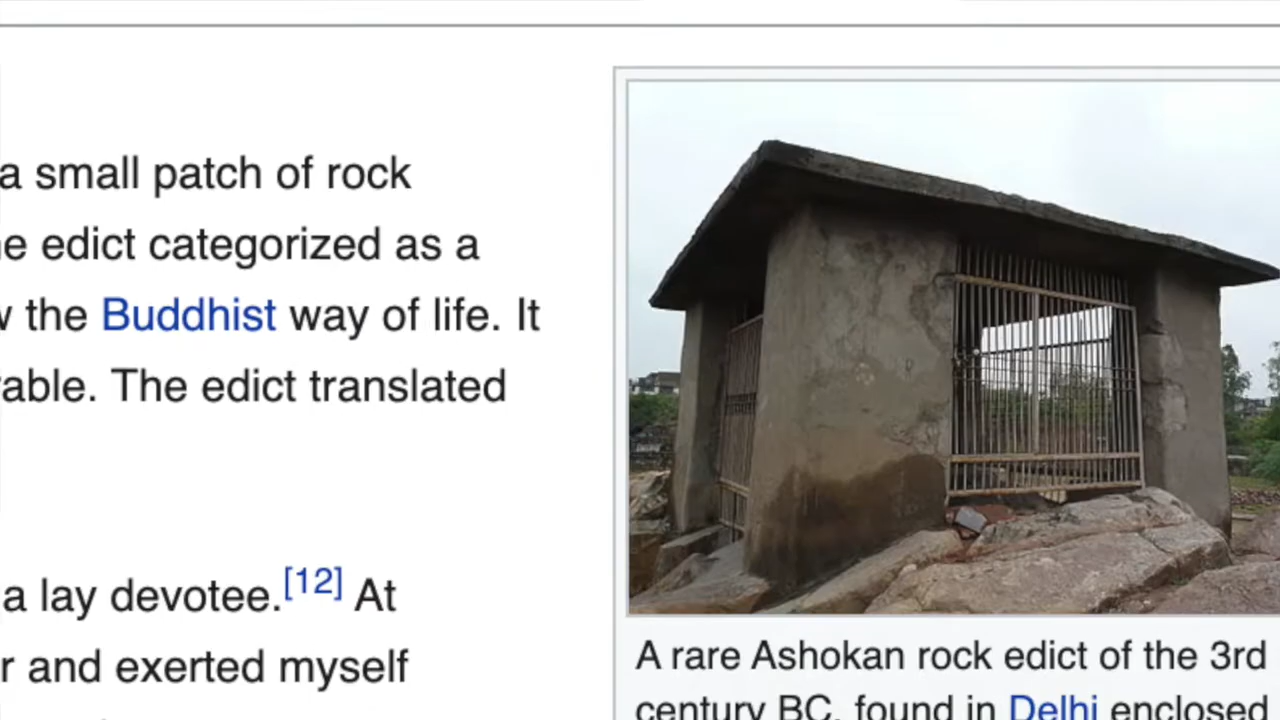 a small patch of rock
edict categorized as a
the Buddhist way of life. It
The edict translated
a lay devotee.[12] At
and exerted myself
A rare Ashokan rock edict of the 3rd
century BC, found in Delhi enclosed